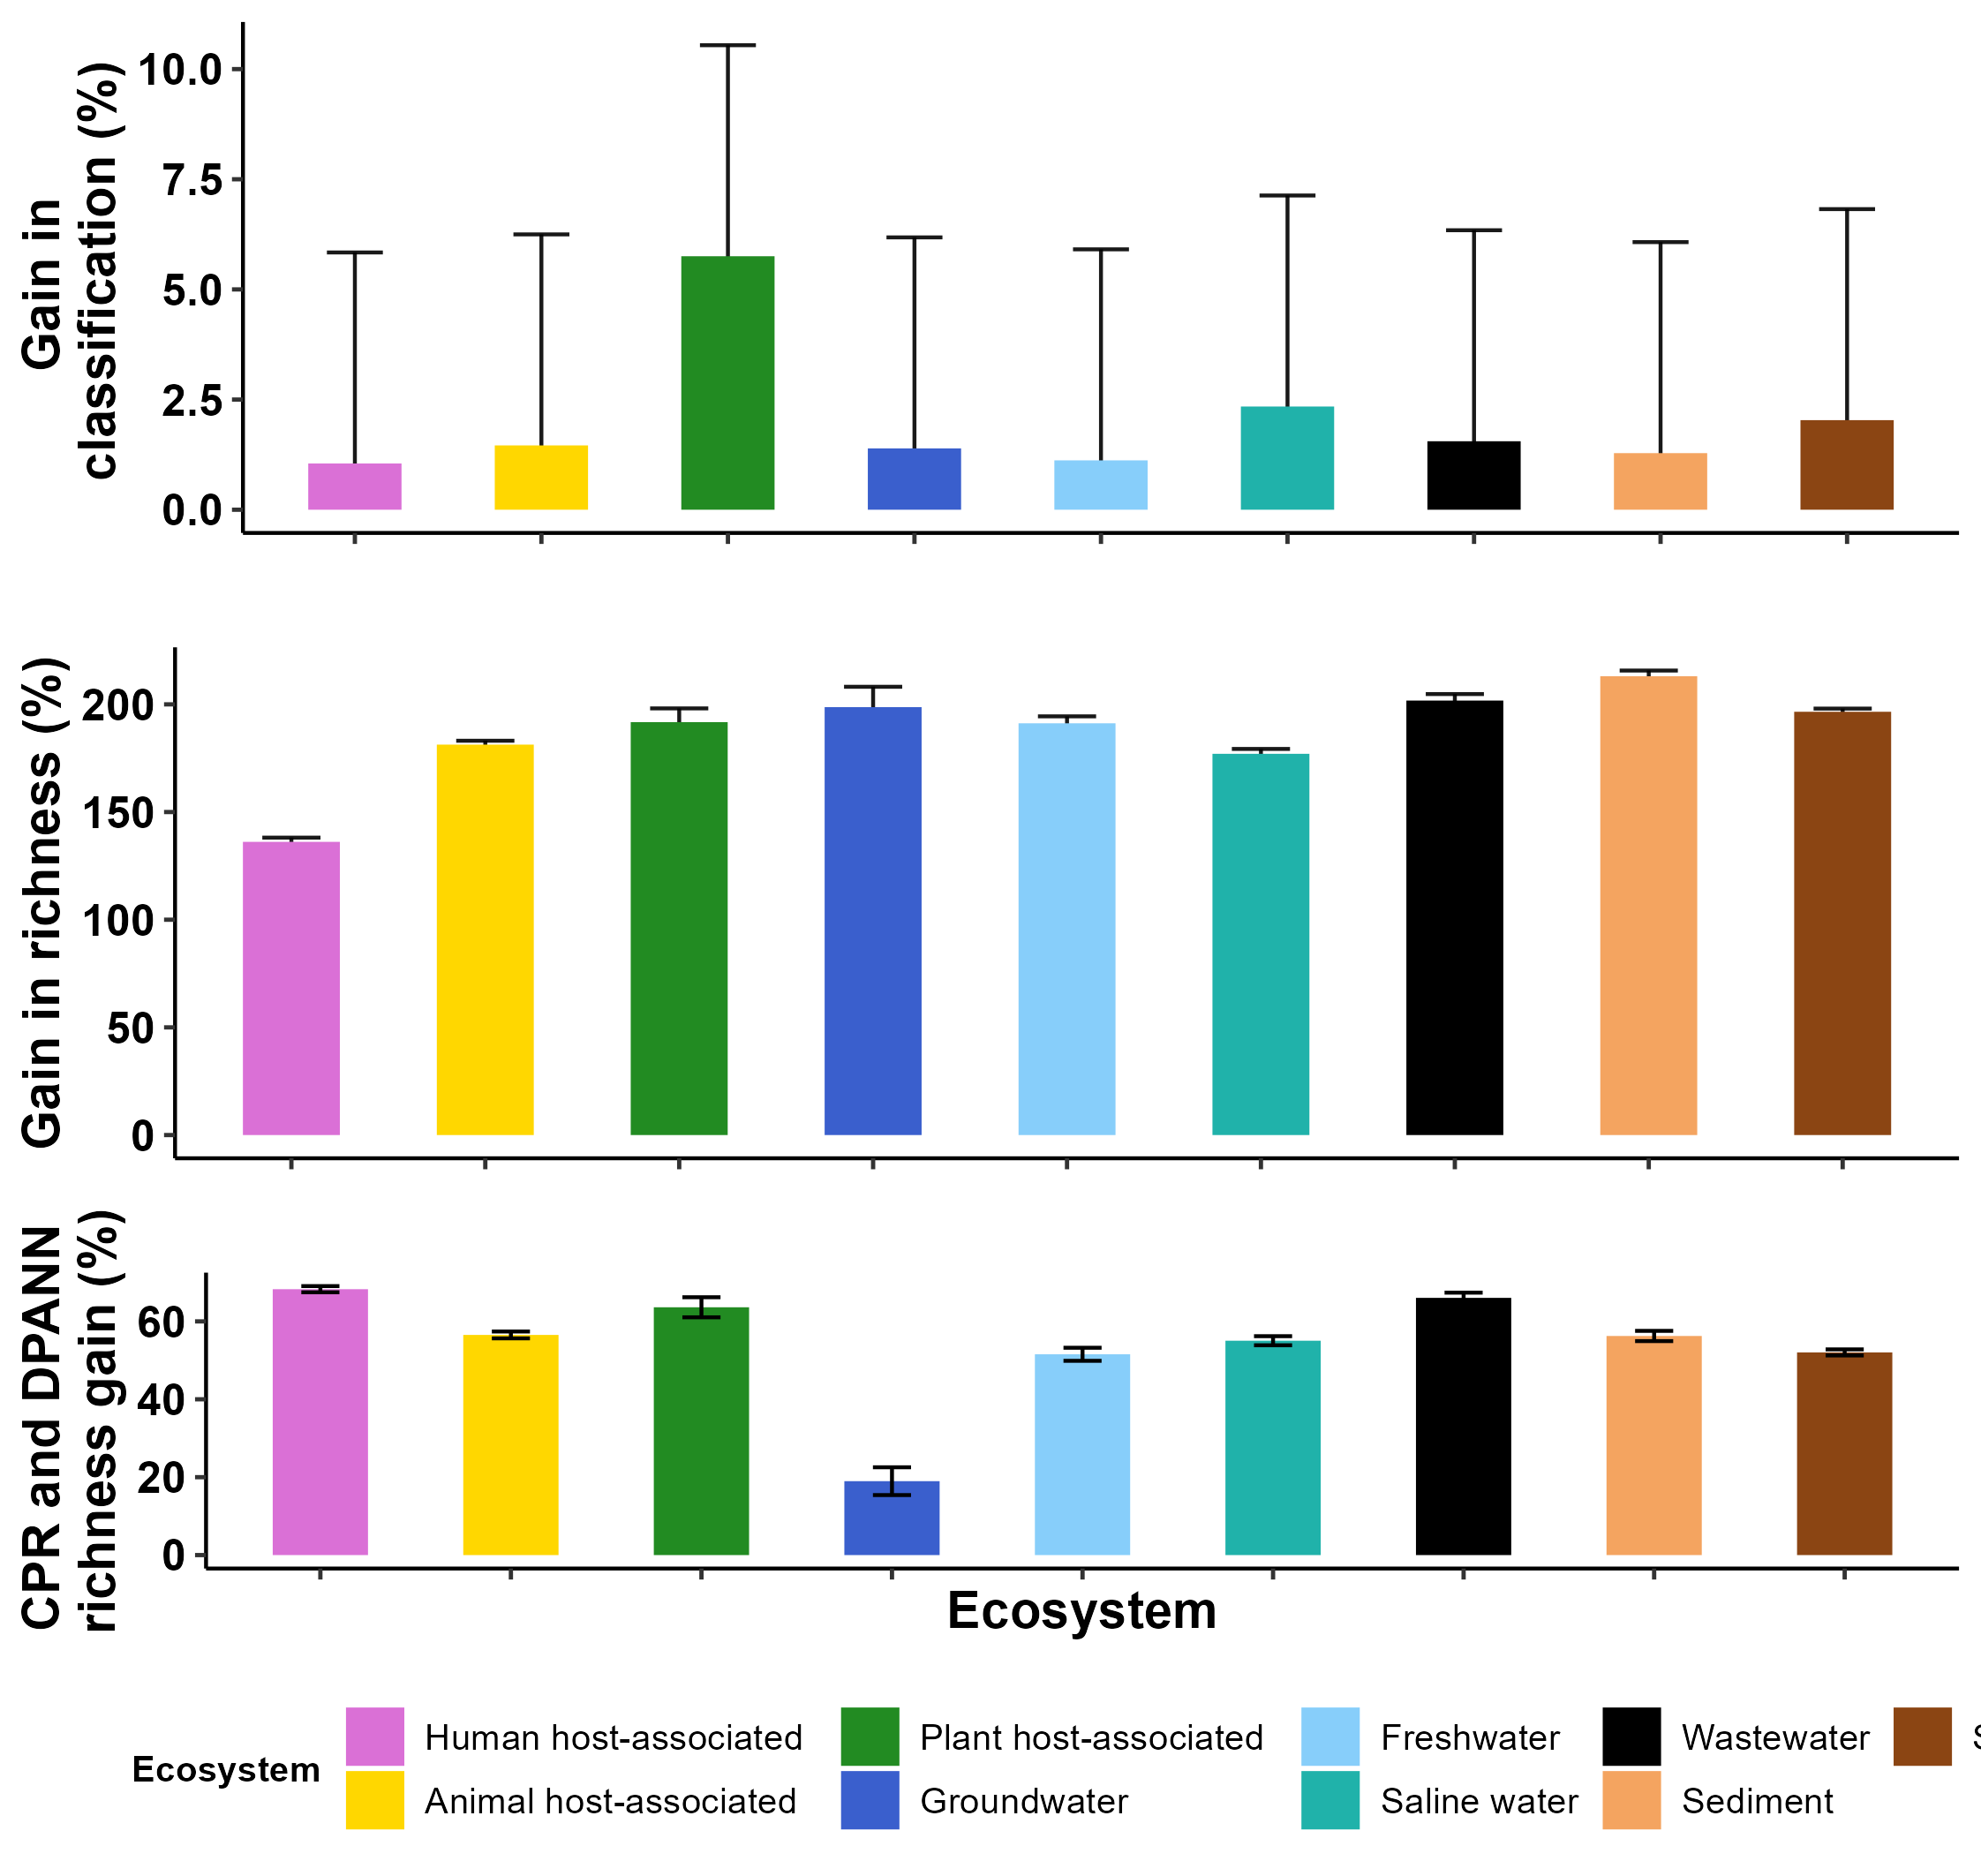 Gain in
classification (%)
10.0
7.5
5.0
2.5
0.0
Gain in richness (%)
200
150
100
50
0
CPR and DPANN
richness gain (%)
60
40
20
0
Ecosystem
Ecosystem
Human host-associated
Plant host-associated
Freshwater
Wastewater
Animal host-associated
Groundwater
Saline water
Sediment